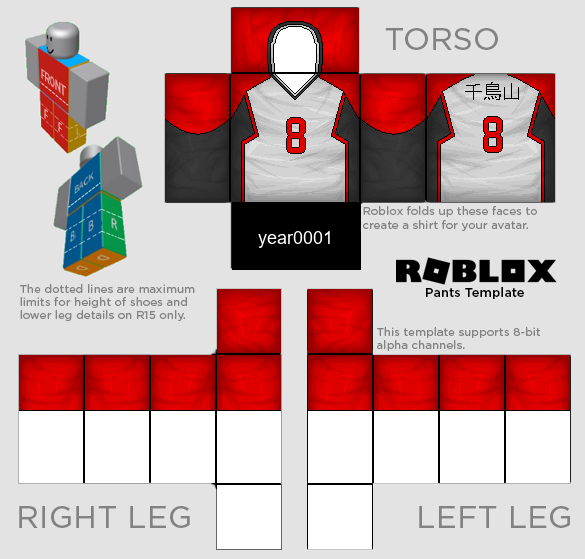 TORSO
FRONT
F
F
L
千鳥山
8
8
BACK
B
B
R
Roblox folds up these faces to
create a shirt for your avatar.
year0001
ROBLOX
Pants Template
The dotted lines are maximum
limits for height of shoes and
lower leg details on R15 only.
This template supports 8-bit
alpha channels.
RIGHT LEG
LEFT LEG